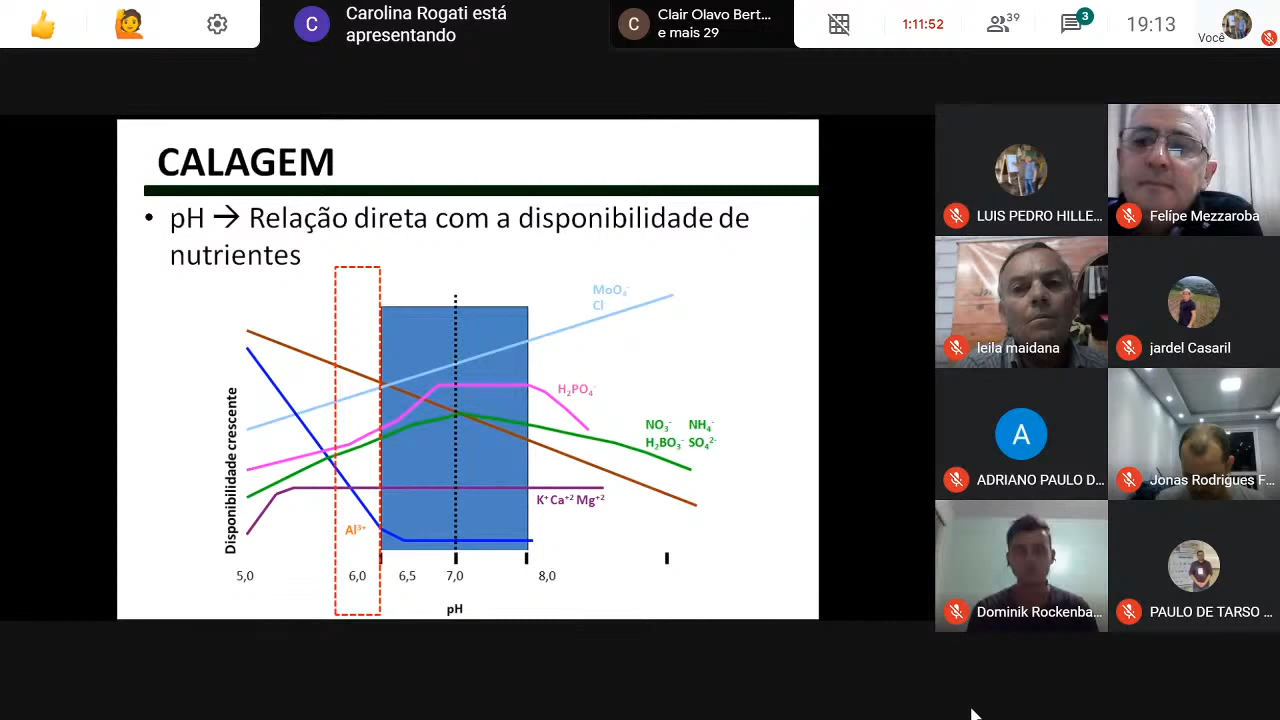 C
Carolina Rogati está
apresentando
C
Clair Olavo Bert...
e mais 29
1:11:52
39
3
19:13
Você
CALAGEM
• pH → Relação direta com a disponibilidade de
nutrientes
MoO₄⁻
Cl⁻
H₂PO₄⁻
NO₃⁻ NH₄⁻
H₂BO₃⁻ SO₄²⁻
K⁺ Ca⁺² Mg⁺²
Al³⁺
Disponibilidade crescente
5,0 6,0 6,5 7,0 8,0
pH
LUIS PEDRO HILLE...
Felípe Mezzaroba
leila maidana
jardel Casaril
A
ADRIANO PAULO D...
Jonas Rodrigues F...
Dominik Rockenba...
PAULO DE TARSO ...